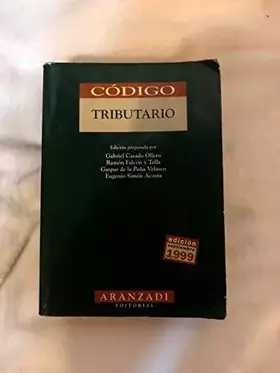 CÓDIGO
TRIBUTARIO
Edición preparada por
Gabriel Casado Ollero
Ramón Falcón y Tella
Gaspar de la Peña Velasco
Eugenio Simón Acosta
edición
septiembre
1999
ARANZADI
EDITORIAL